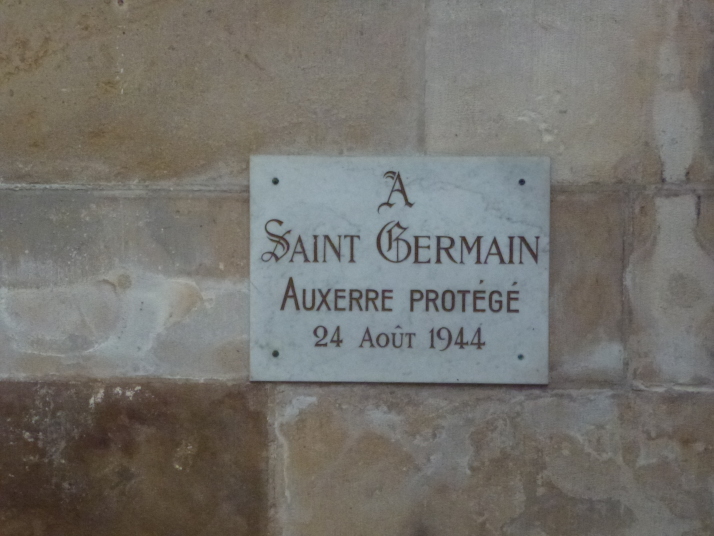 A
SAINT GERMAIN
AUXERRE PROTÉGÉ
24 AOÛT 1944